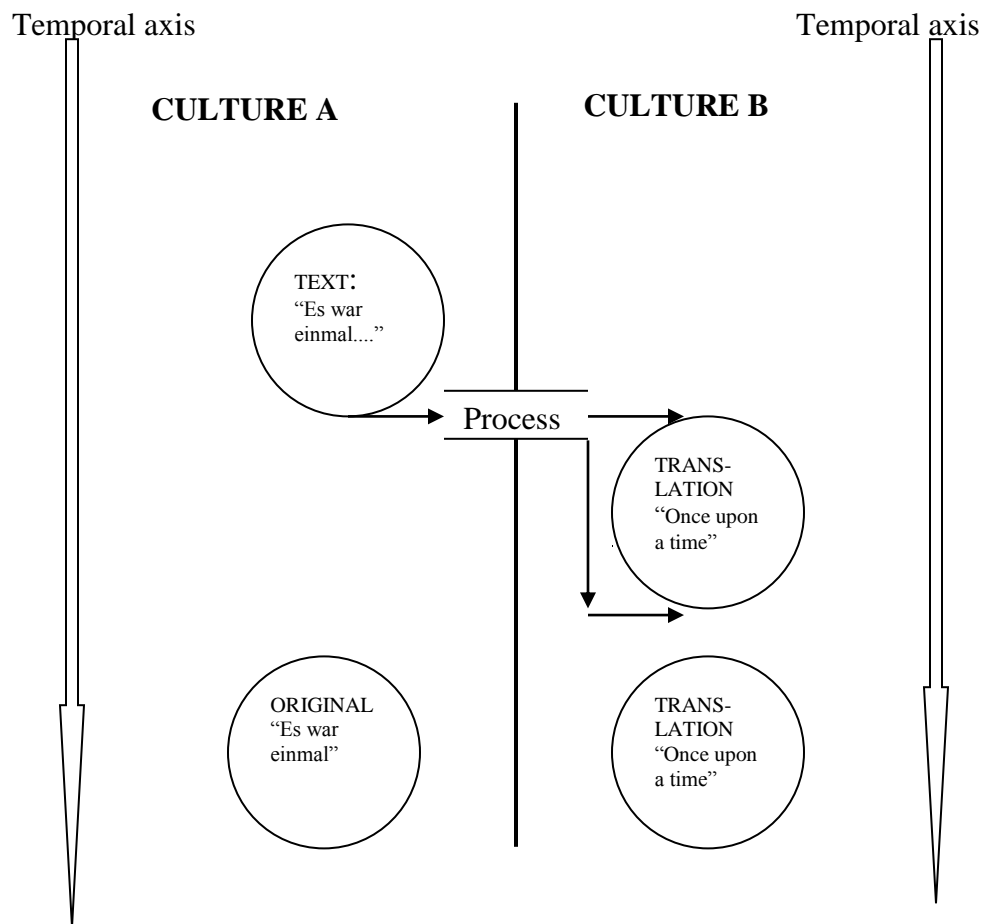 Temporal axis
Temporal axis
CULTURE A
CULTURE B
TEXT:
“Es war
einmal....”
Process
TRANS-
LATION
“Once upon
a time”
ORIGINAL
“Es war
einmal”
TRANS-
LATION
“Once upon
a time”